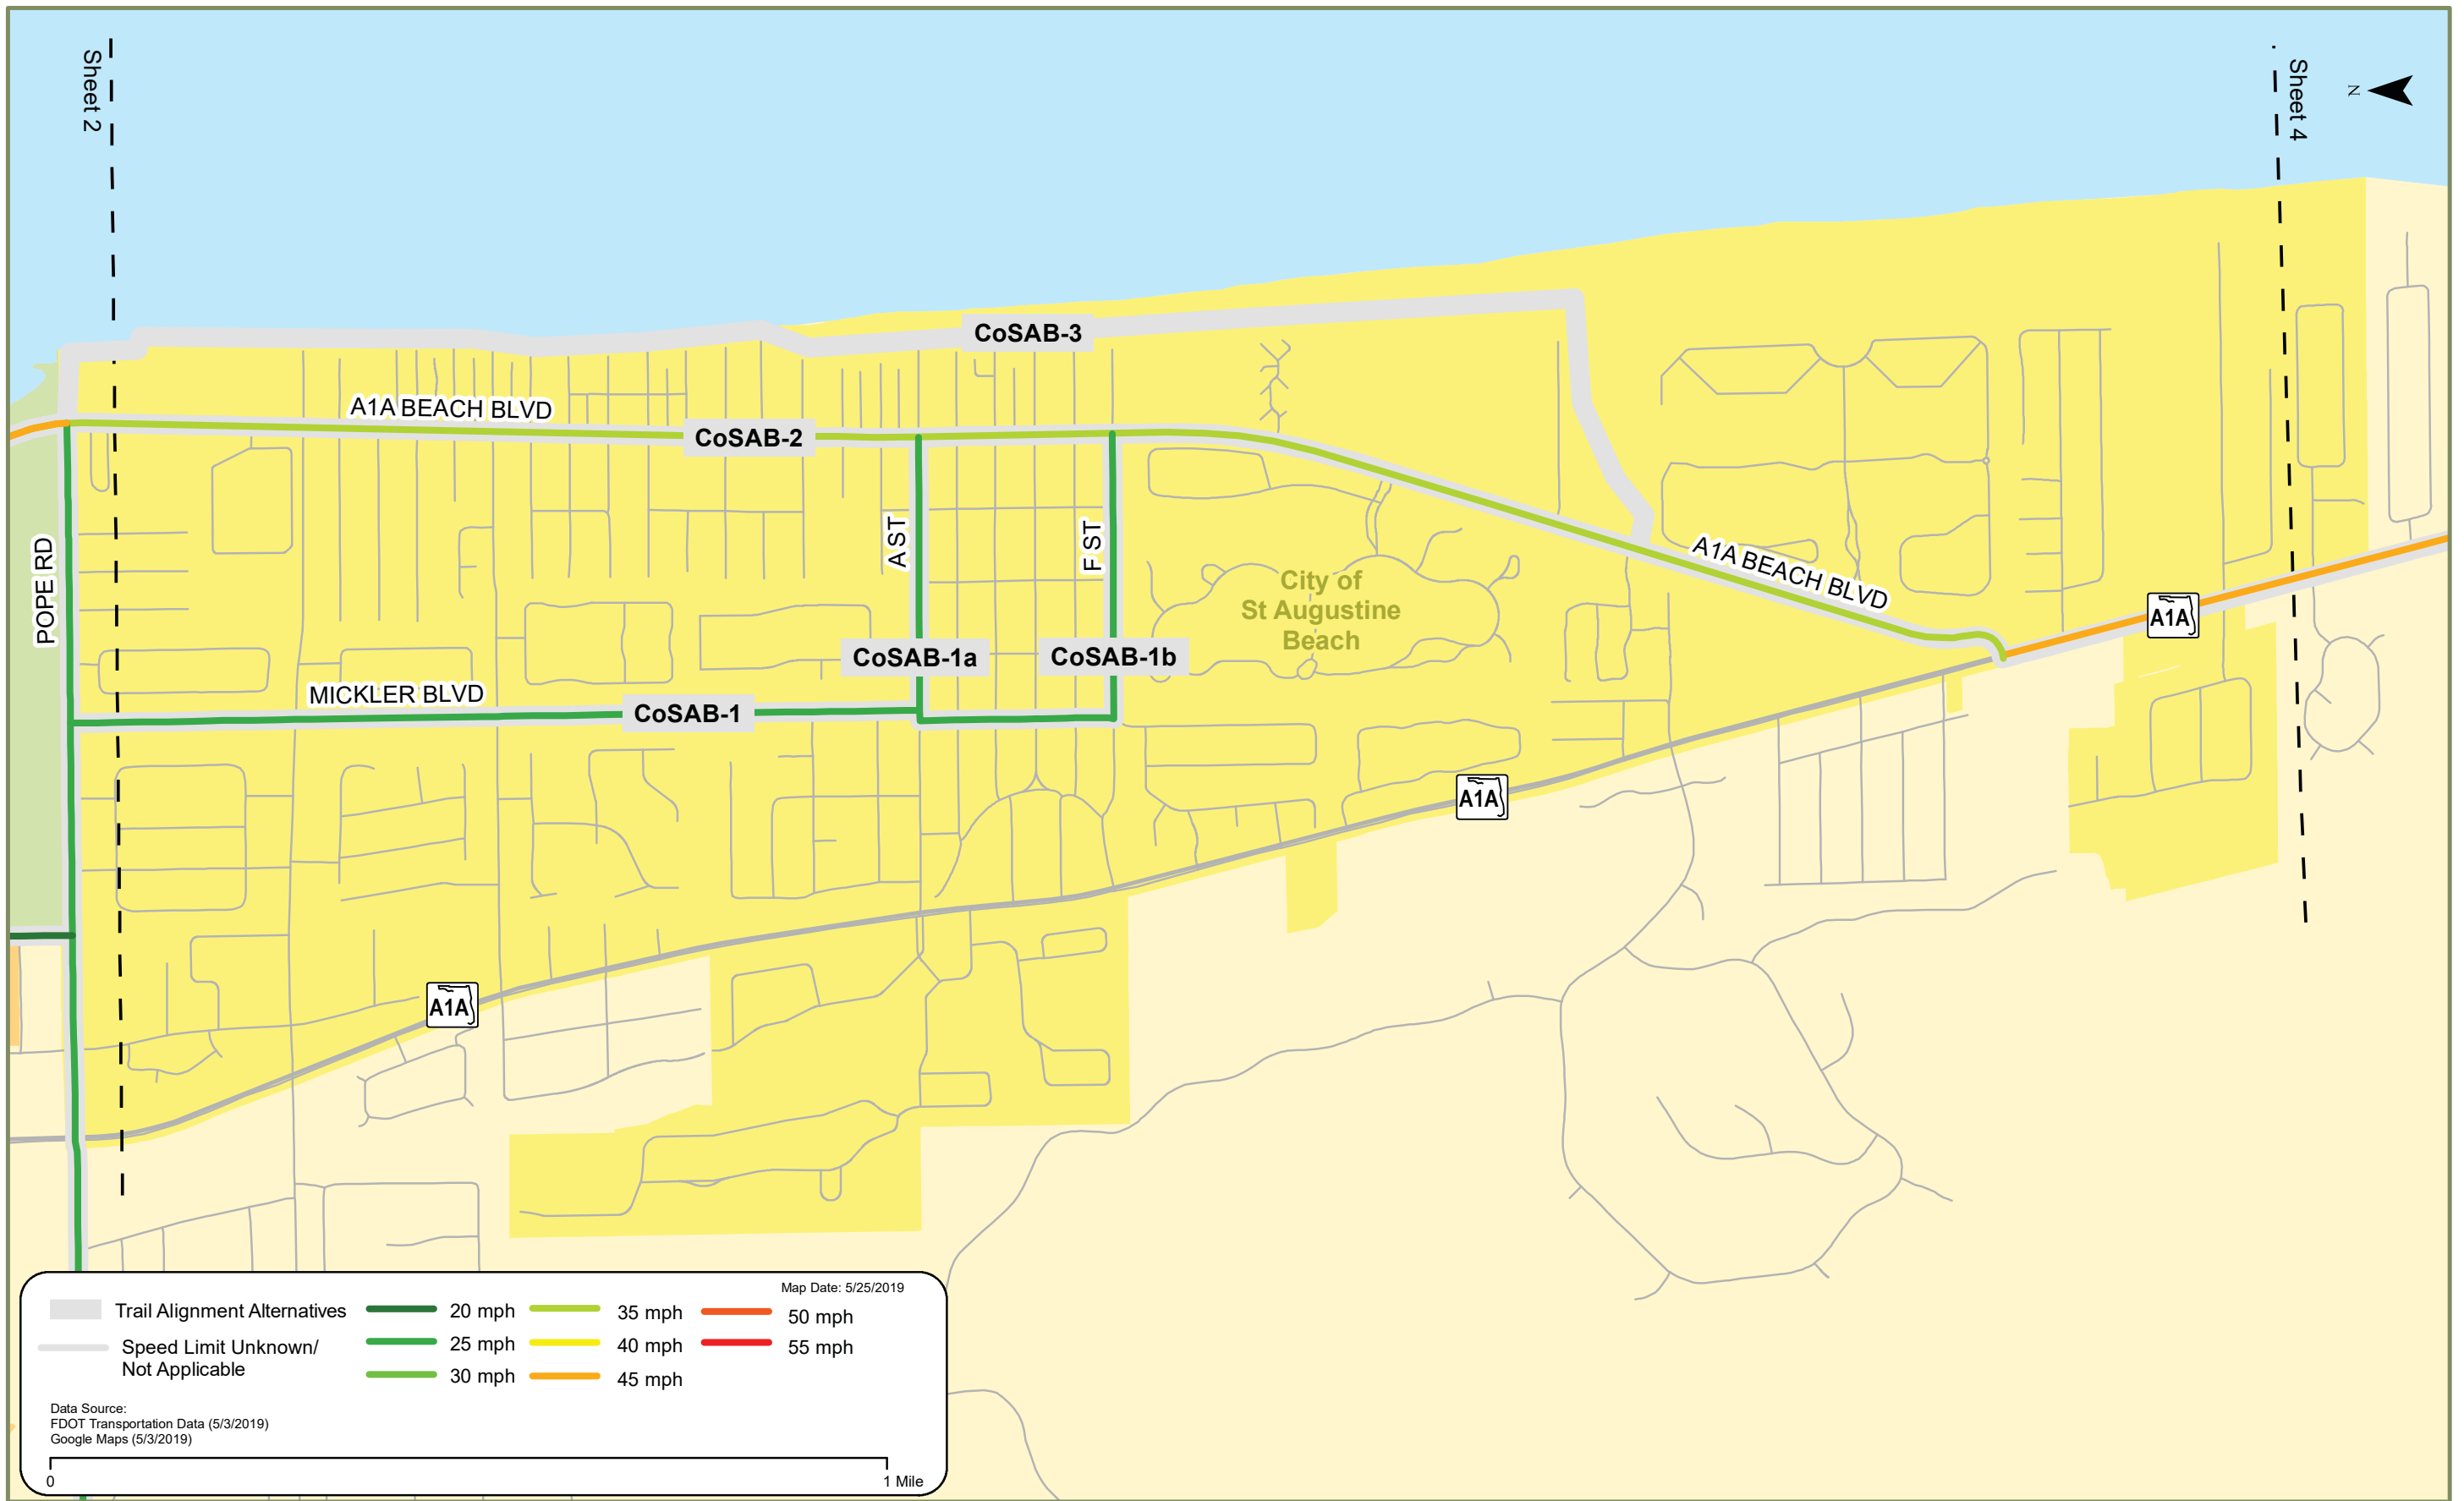 Sheet 2
Sheet 4
N
CoSAB-3
A1A BEACH BLVD
CoSAB-2
POPE RD
A ST
F ST
A1A BEACH BLVD
City of
St Augustine
Beach
A1A
CoSAB-1a
CoSAB-1b
MICKLER BLVD
CoSAB-1
A1A
A1A
Map Date: 5/25/2019
Trail Alignment Alternatives
Speed Limit Unknown/
Not Applicable
20 mph
25 mph
30 mph
35 mph
40 mph
45 mph
50 mph
55 mph
Data Source:
FDOT Transportation Data (5/3/2019)
Google Maps (5/3/2019)
0
1 Mile